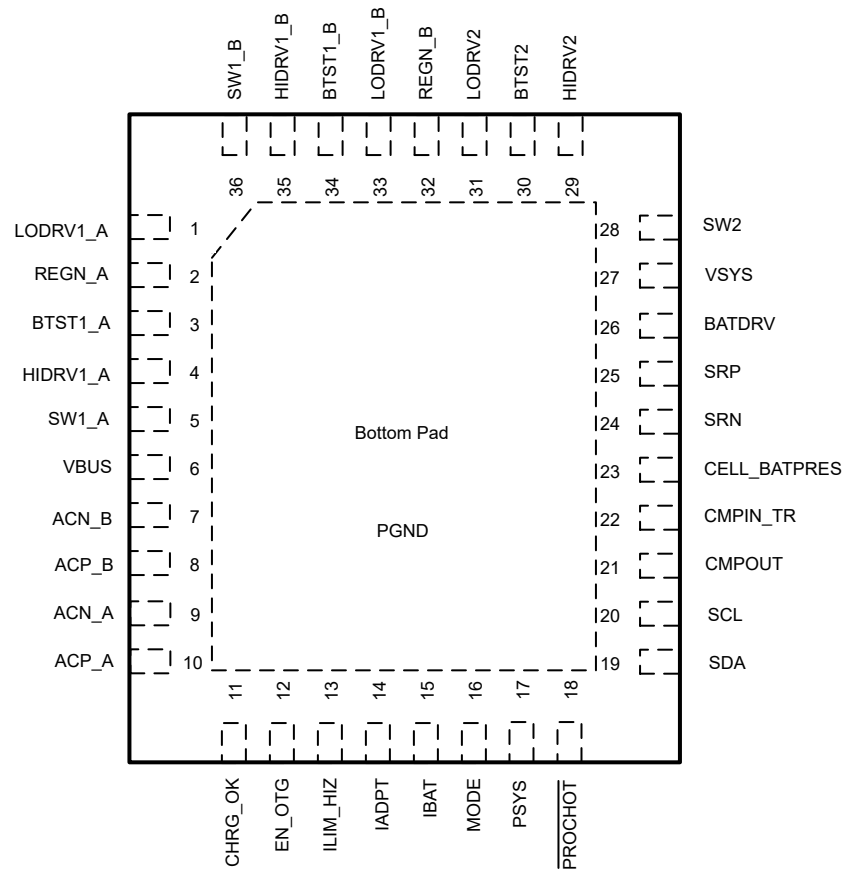 SW1_B
HIDRV1_B
BTST1_B
LODRV1_B
REGN_B
LODRV2
BTST2
HIDRV2
36
35
34
33
32
31
30
29
LODRV1_A 1
REGN_A 2
BTST1_A 3
HIDRV1_A 4
SW1_A 5
VBUS 6
ACN_B 7
ACP_B 8
ACN_A 9
ACP_A 10
Bottom Pad
PGND
28 SW2
27 VSYS
26 BATDRV
25 SRP
24 SRN
23 CELL_BATPRES
22 CMPIN_TR
21 CMPOUT
20 SCL
19 SDA
11
12
13
14
15
16
17
18
CHRG_OK
EN_OTG
ILIM_HIZ
IADPT
IBAT
MODE
PSYS
PROCHOT